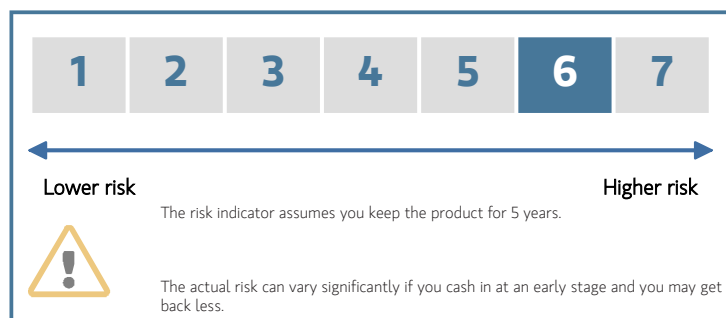 1 2 3 4 5 6 7
Lower risk Higher risk
The risk indicator assumes you keep the product for 5 years.
!
The actual risk can vary significantly if you cash in at an early stage and you may get
back less.